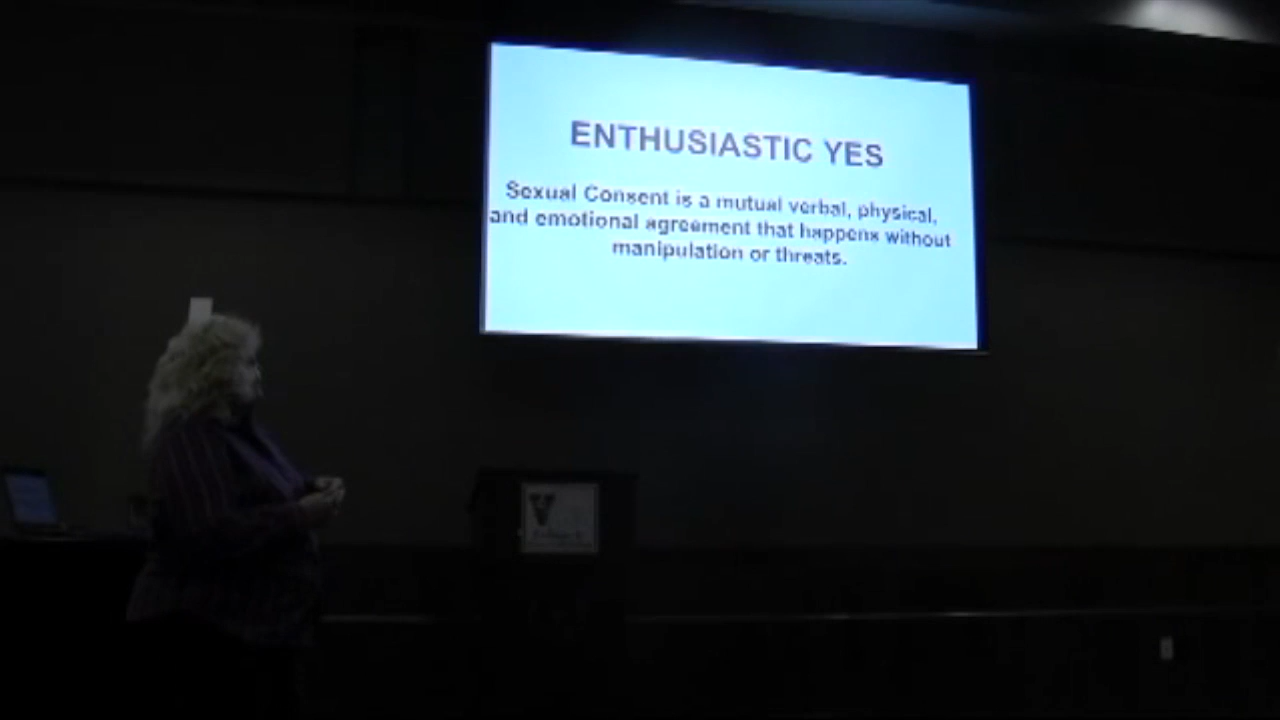 ENTHUSIASTIC YES
Sexual Consent is a mutual verbal, physical,
and emotional agreement that happens without
manipulation or threats.
V